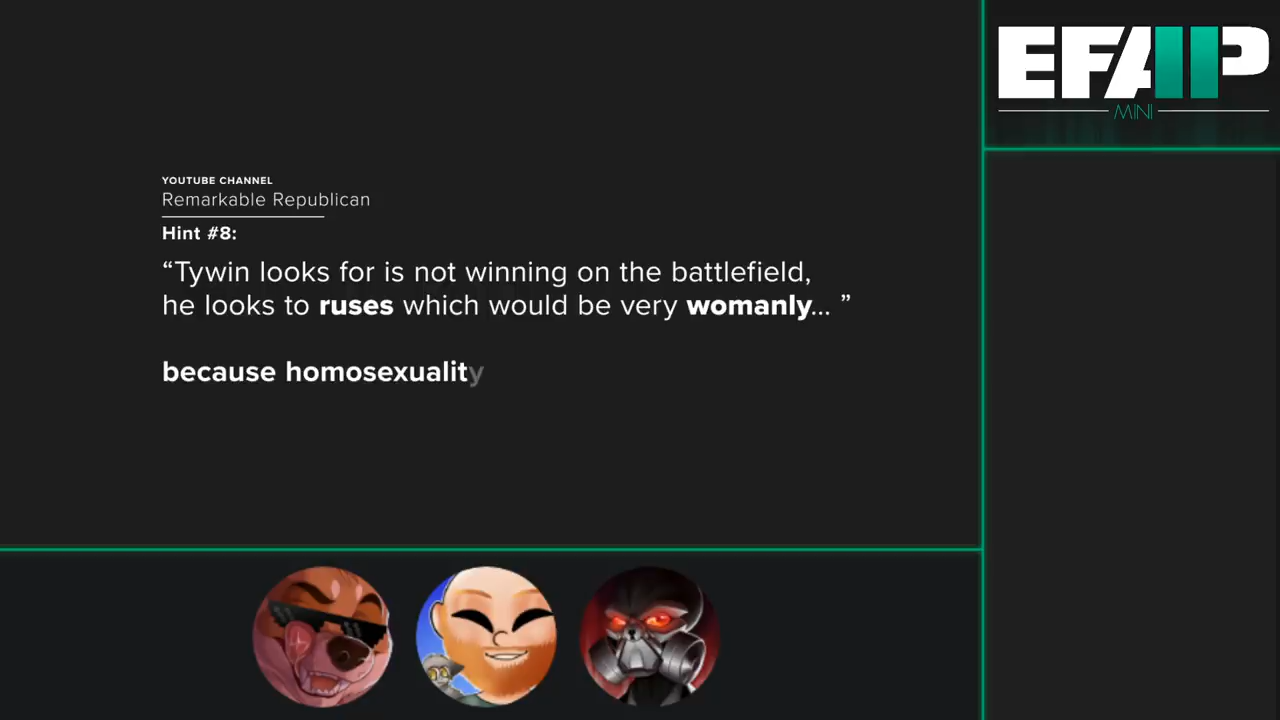 EFAP
MINI
YOUTUBE CHANNEL
Remarkable Republican
Hint #8:
“Tywin looks for is not winning on the battlefield,
he looks to ruses which would be very womanly... ”
because homosexuality